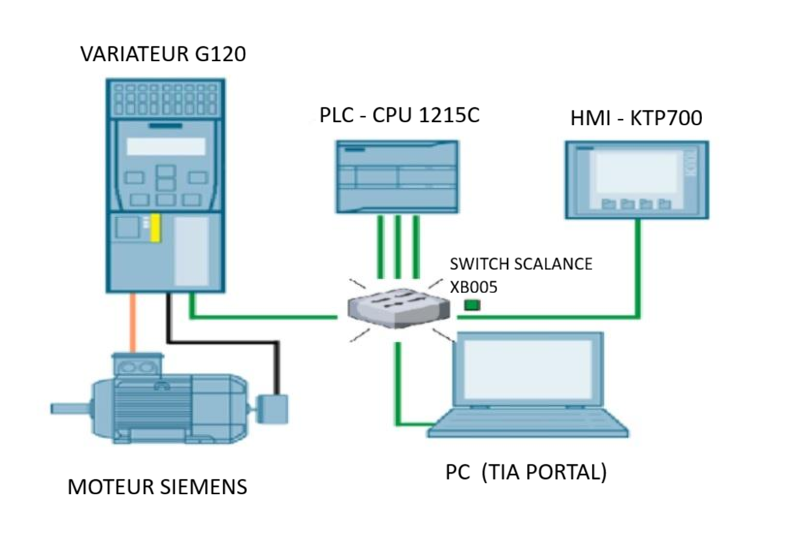 VARIATEUR G120
PLC - CPU 1215C
HMI - KTP700
SWITCH SCALANCE
XB005
PC (TIA PORTAL)
MOTEUR SIEMENS